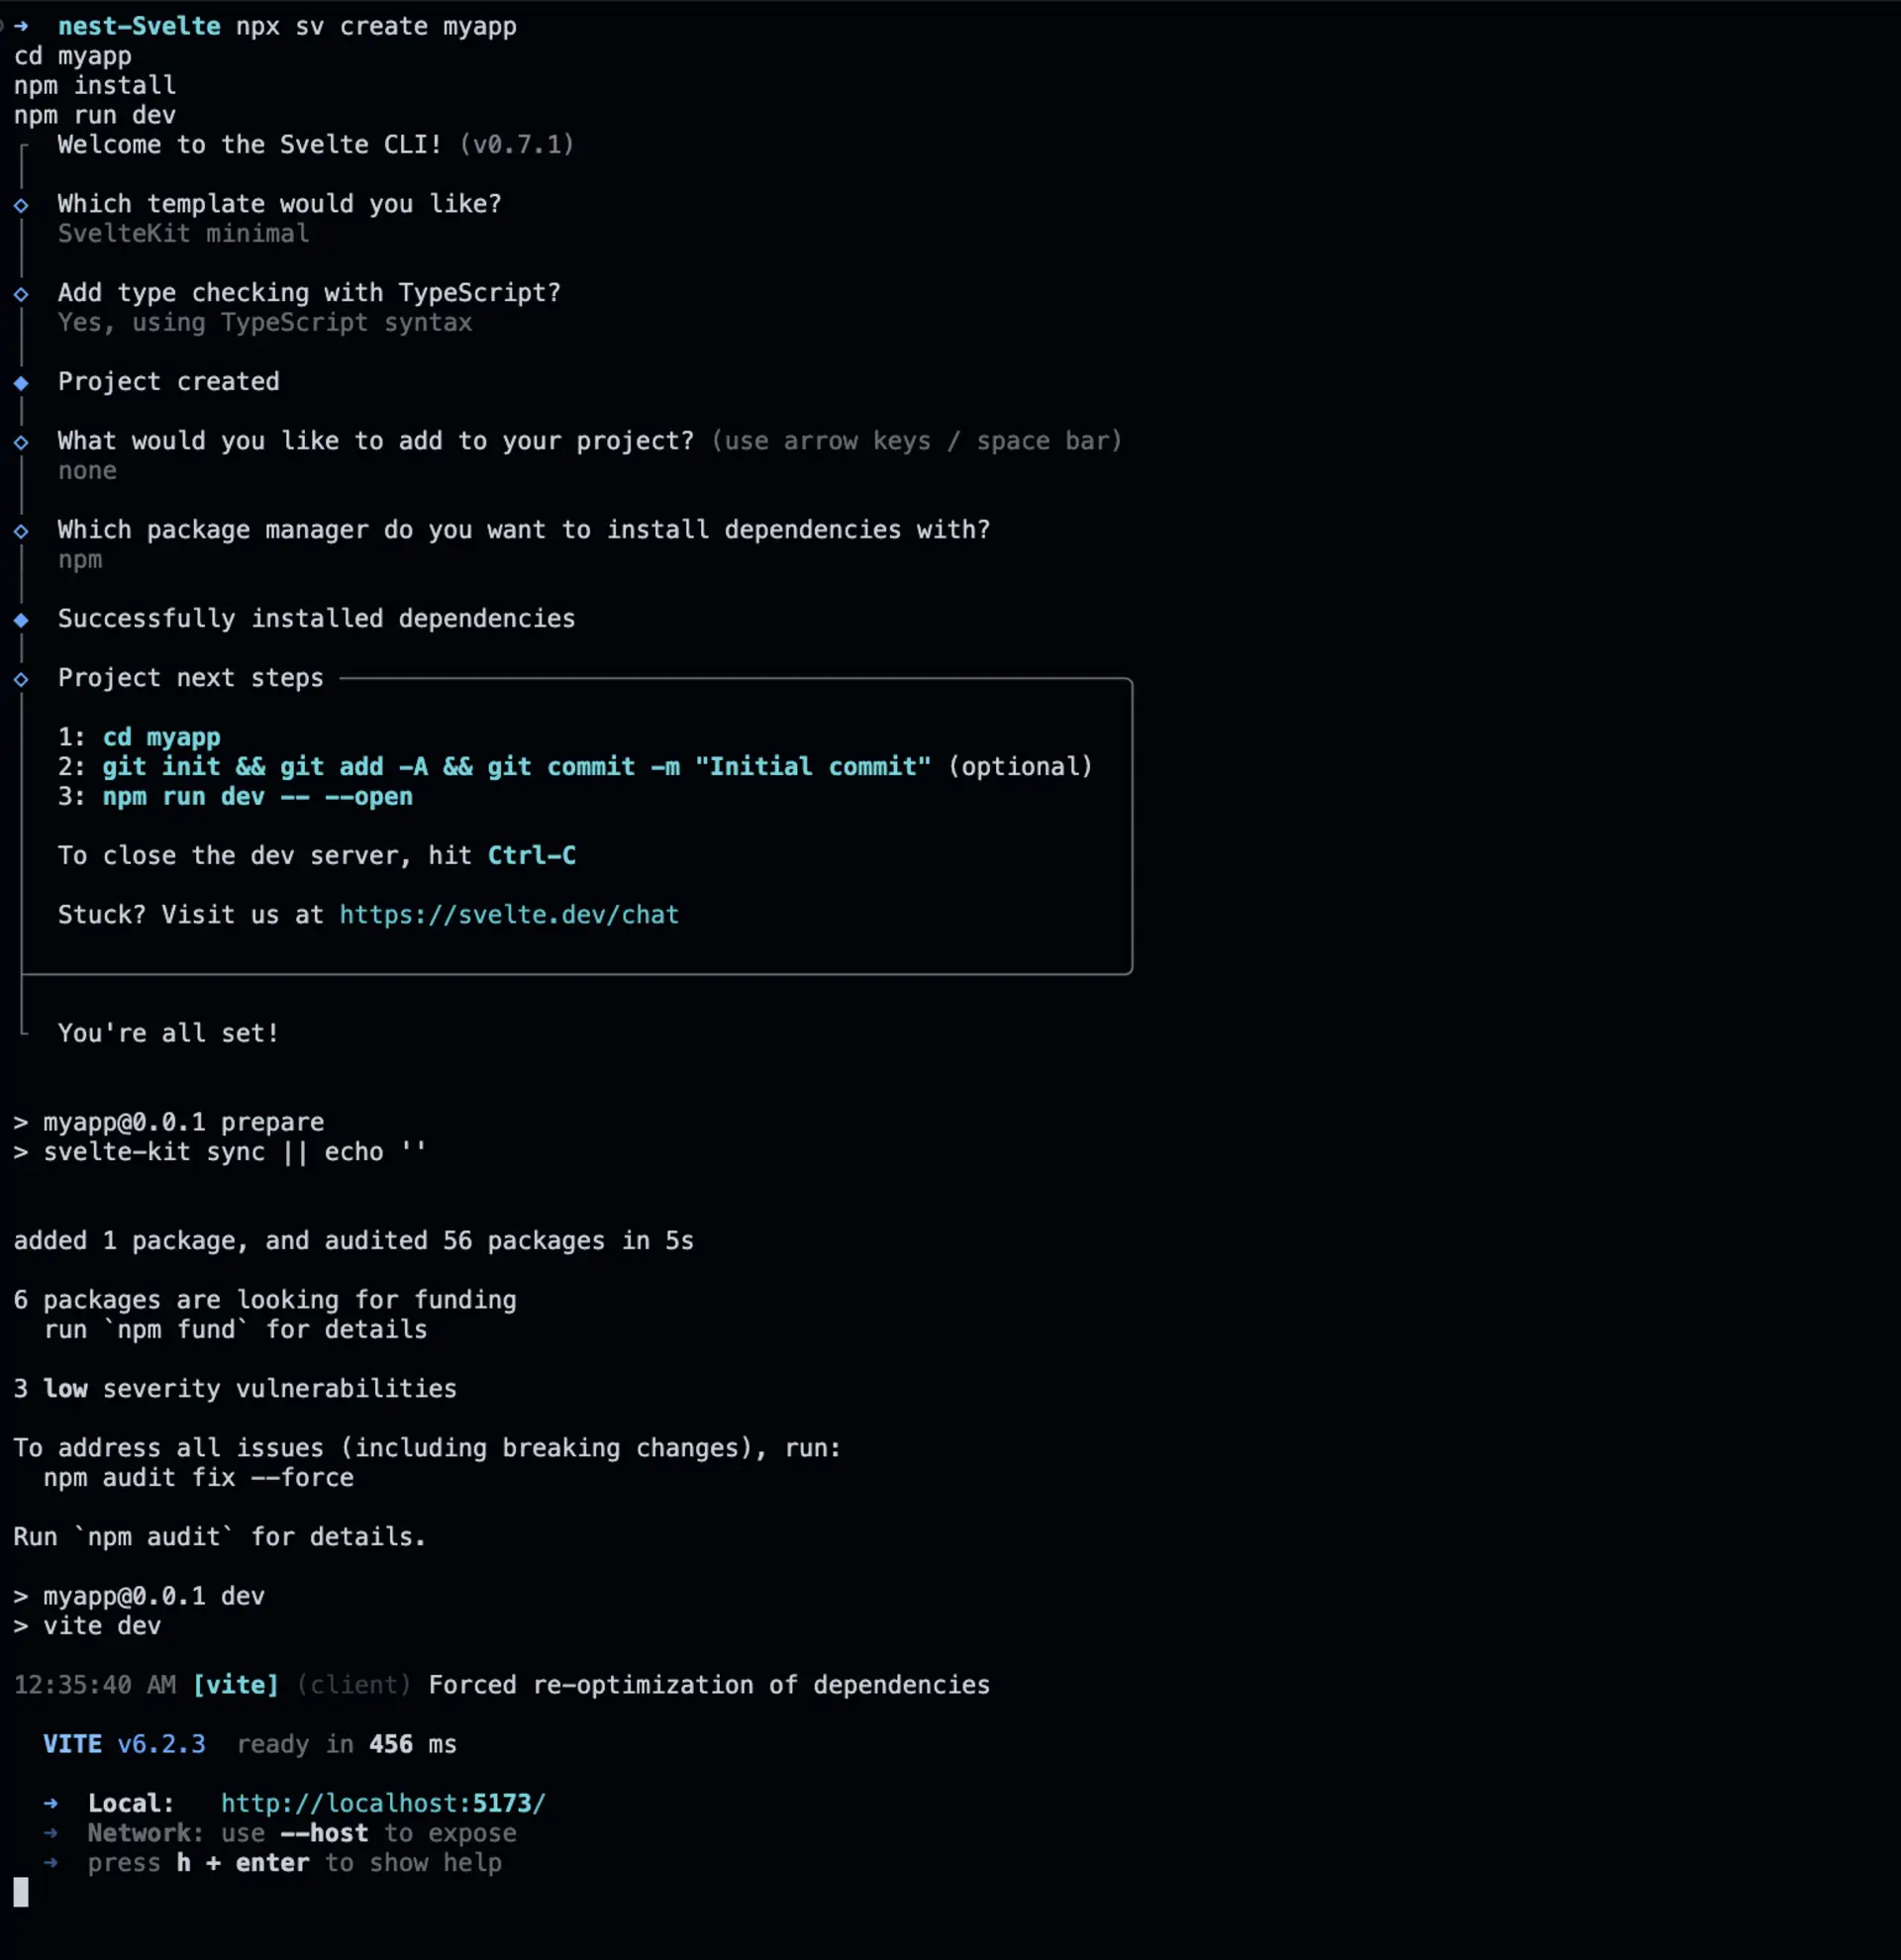 ➜  nest-Svelte npx sv create myapp
cd myapp
npm install
npm run dev
Welcome to the Svelte CLI! (v0.7.1)
Which template would you like?
SvelteKit minimal
Add type checking with TypeScript?
Yes, using TypeScript syntax
Project created
What would you like to add to your project? (use arrow keys / space bar)
none
Which package manager do you want to install dependencies with?
npm
Successfully installed dependencies
Project next steps
1: cd myapp
2: git init && git add -A && git commit -m "Initial commit" (optional)
3: npm run dev -- --open
To close the dev server, hit Ctrl-C
Stuck? Visit us at https://svelte.dev/chat
You're all set!
> myapp@0.0.1 prepare
> svelte-kit sync || echo ''
added 1 package, and audited 56 packages in 5s
6 packages are looking for funding
run `npm fund` for details
3 low severity vulnerabilities
To address all issues (including breaking changes), run:
npm audit fix --force
Run `npm audit` for details.
> myapp@0.0.1 dev
> vite dev
12:35:40 AM [vite] (client) Forced re-optimization of dependencies
VITE v6.2.3  ready in 456 ms
➜  Local:   http://localhost:5173/
➜  Network: use --host to expose
➜  press h + enter to show help